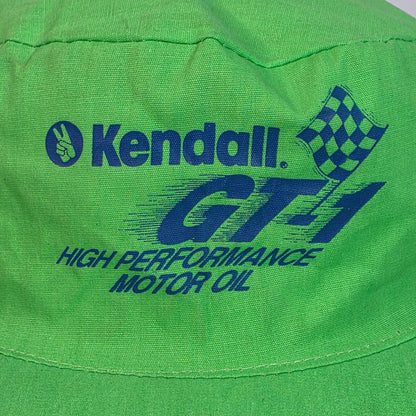 Kendall.
GT-1
HIGH PERFORMANCE
MOTOR OIL